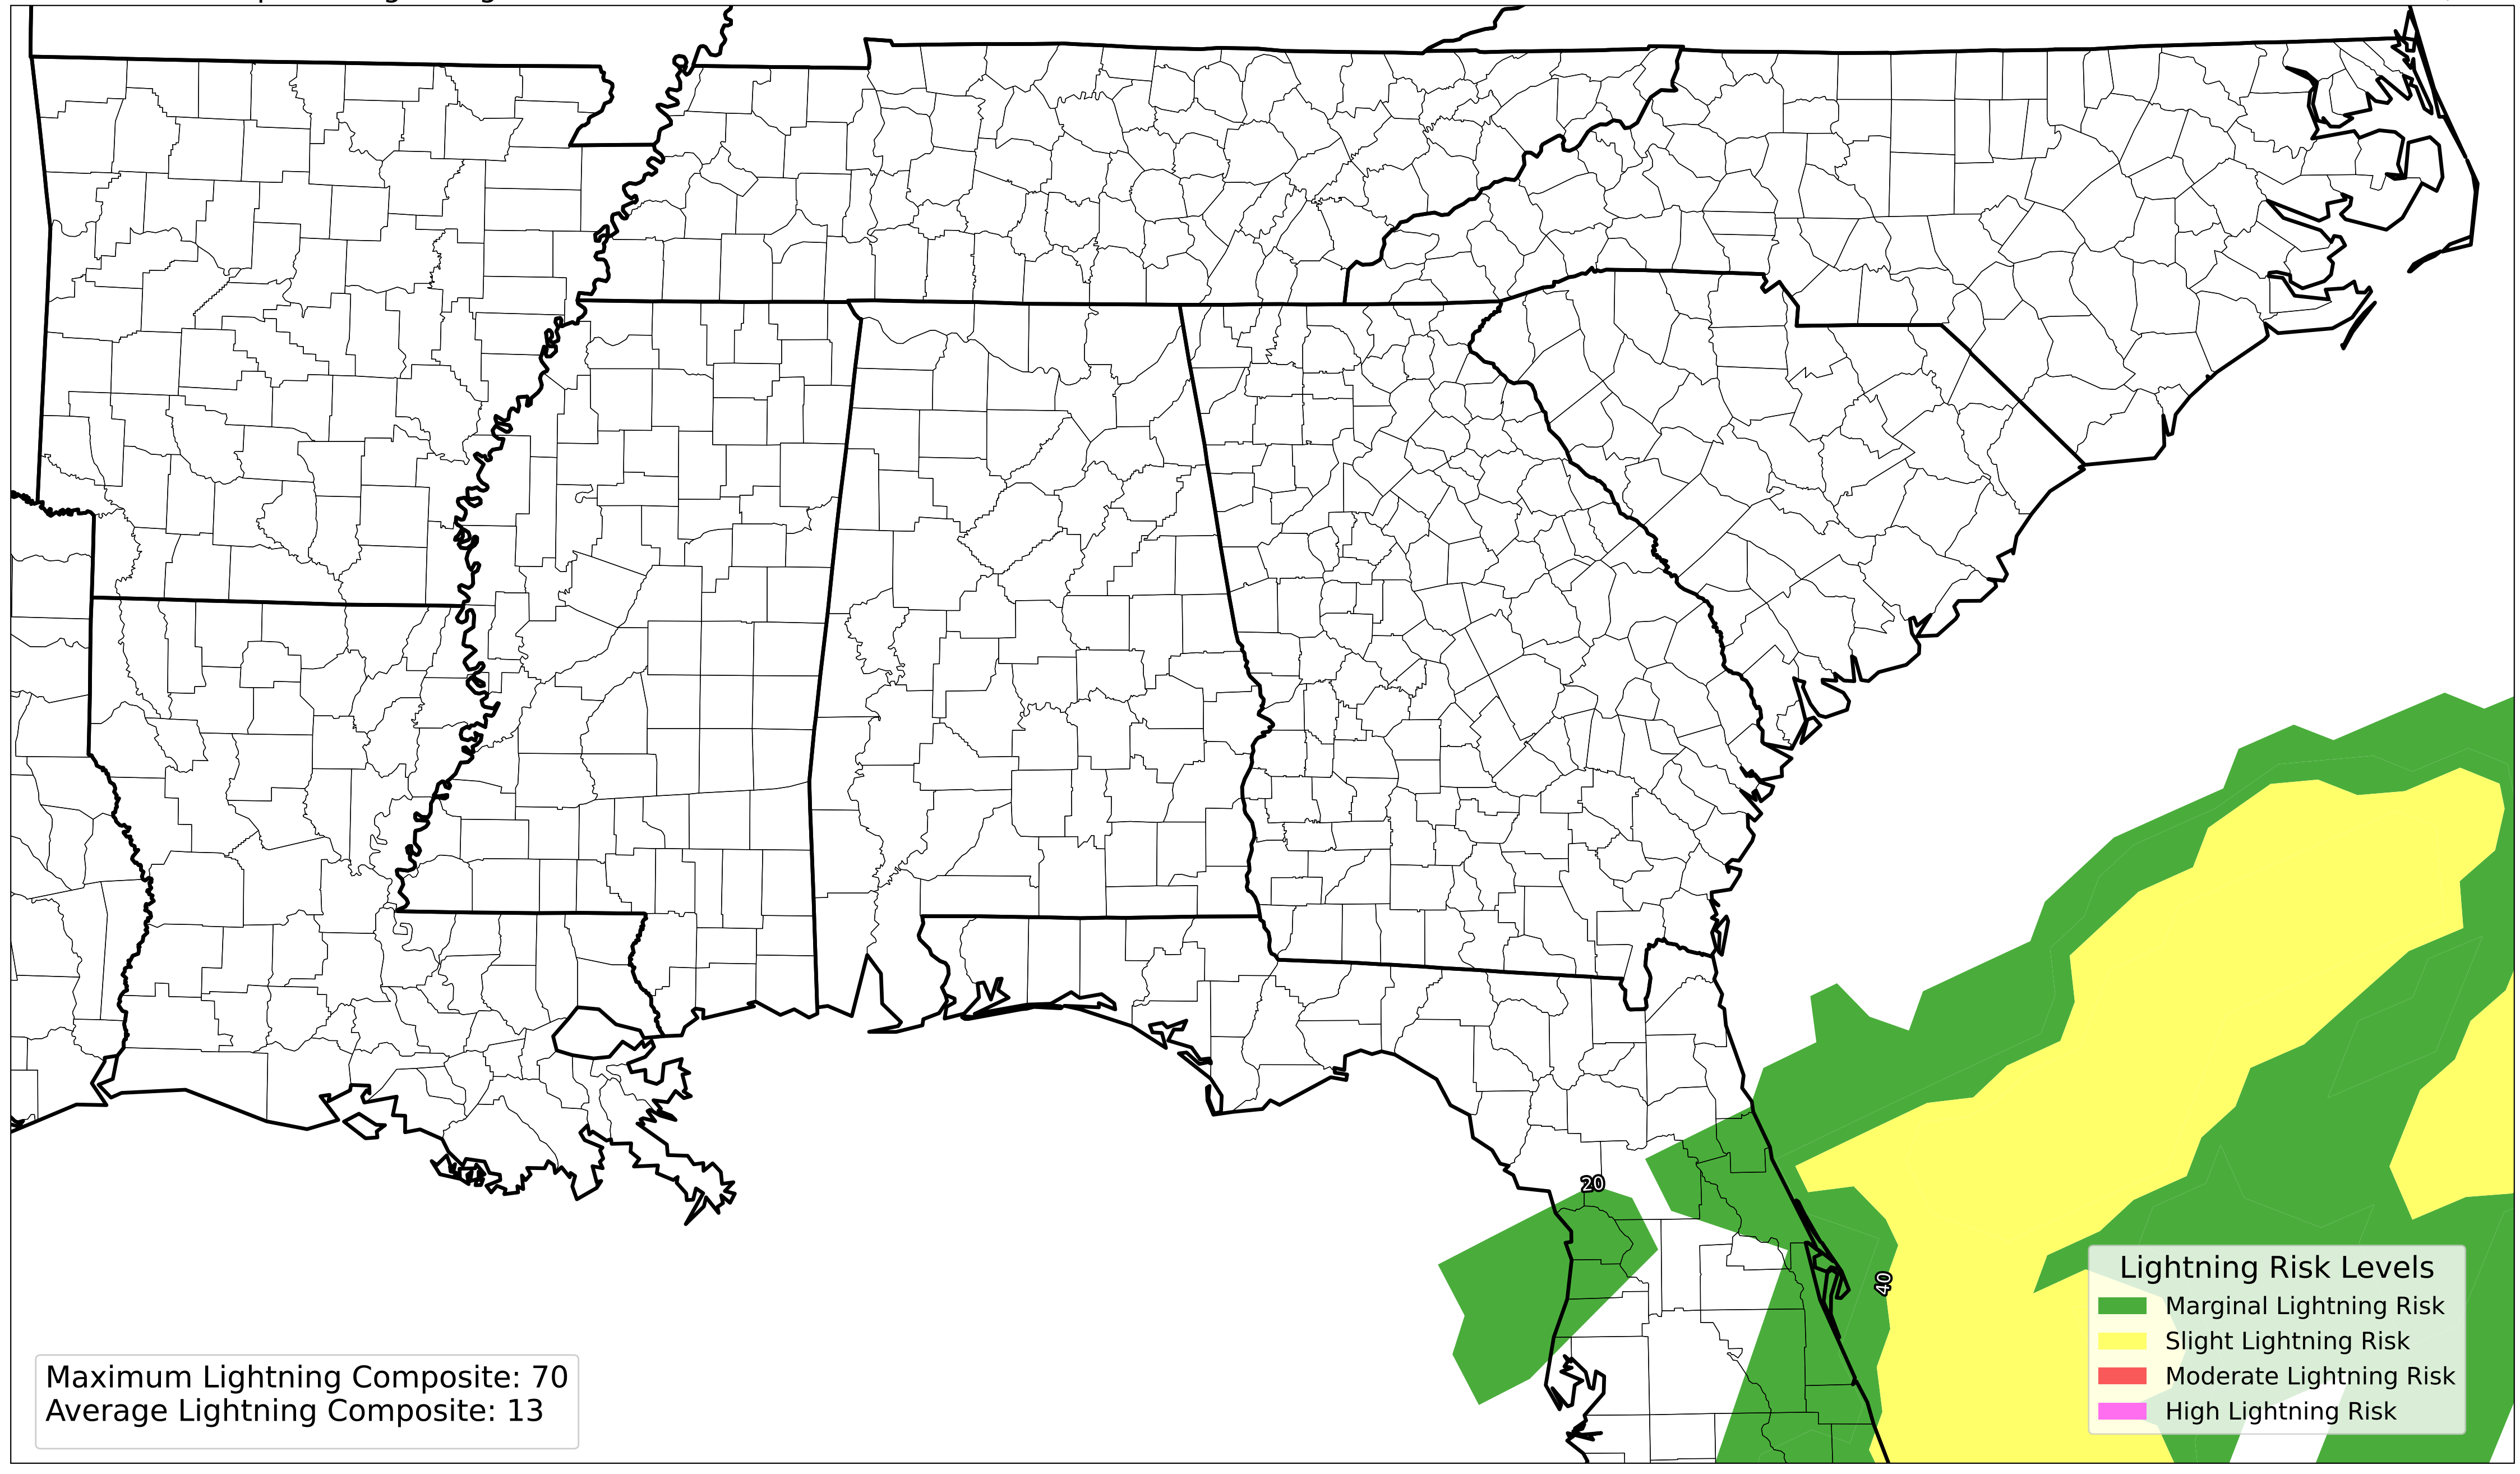 20
40
Lightning Risk Levels
Marginal Lightning Risk
Slight Lightning Risk
Moderate Lightning Risk
High Lightning Risk
Maximum Lightning Composite: 70
Average Lightning Composite: 13